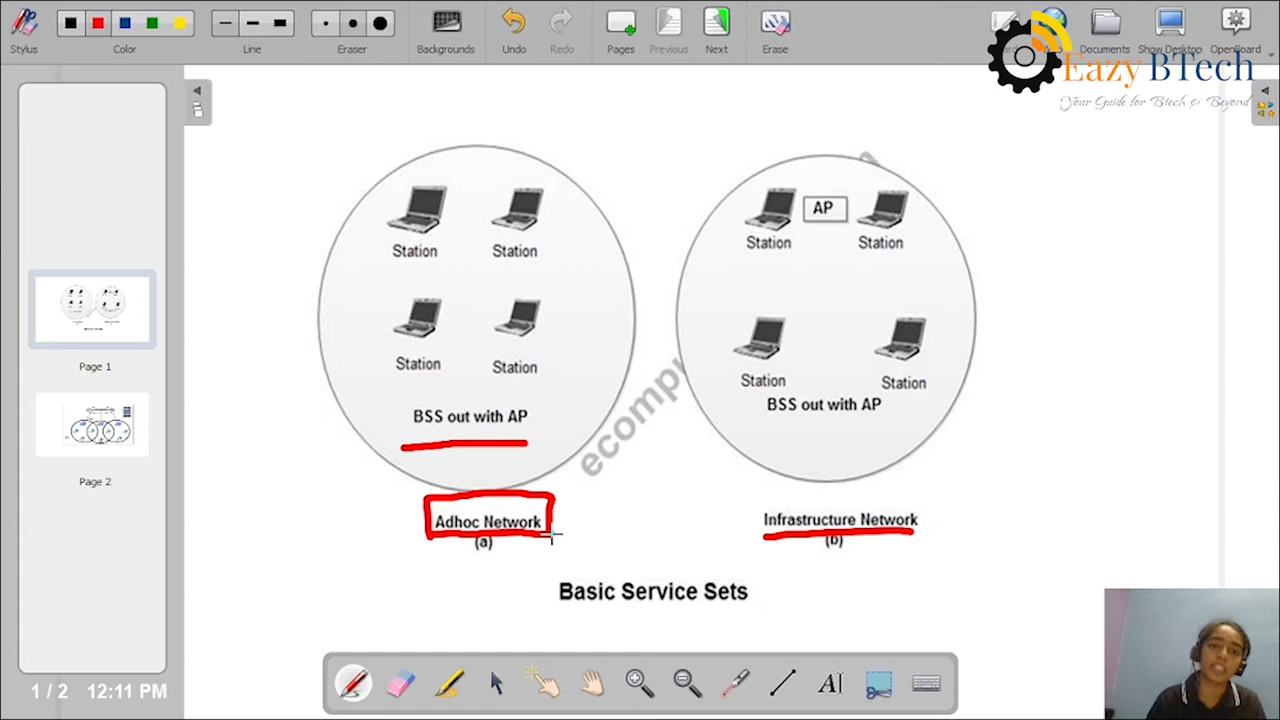 Stylus
Color
Line
Eraser
Backgrounds
Undo
Redo
Pages
Previous
Next
Erase
Documents
Show Desktop
OpenBoard
Eazy BTech
Your Guide for Btech & Beyond
Page 1
Page 2
1 / 2 12:11 PM
Station Station
Station Station
BSS out with AP
Adhoc Network
(a)
AP
Station Station
Station Station
BSS out with AP
Infrastructure Network
(b)
ecompu
Basic Service Sets